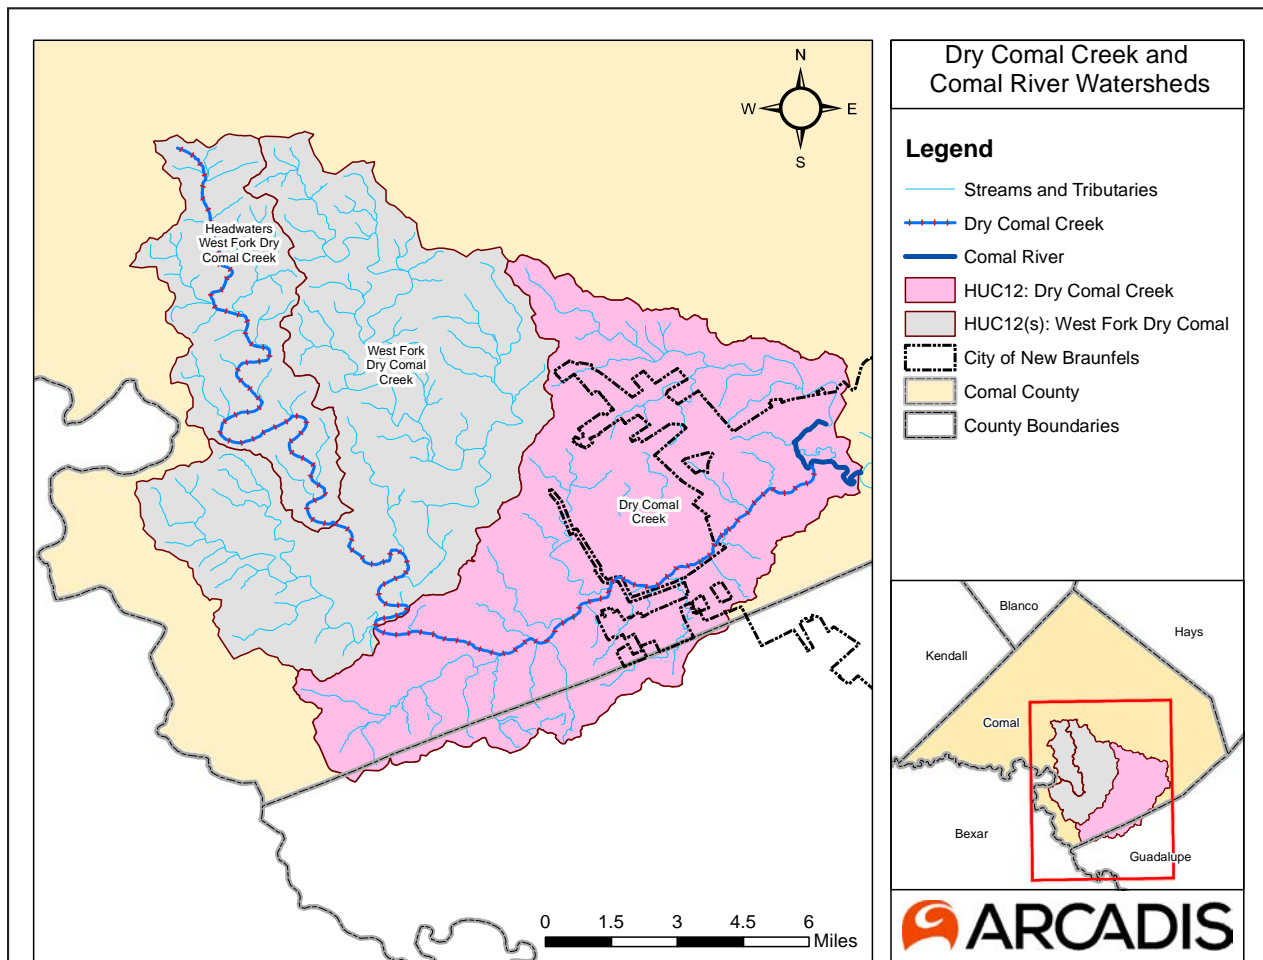 N
W
E
S
Headwaters
West Fork Dry
Comal Creek
West Fork
Dry Comal
Creek
Dry Comal
Creek
0
1.5
3
4.5
6
Miles
Dry Comal Creek and
Comal River Watersheds
Legend
Streams and Tributaries
Dry Comal Creek
Comal River
HUC12: Dry Comal Creek
HUC12(s): West Fork Dry Comal
City of New Braunfels
Comal County
County Boundaries
Blanco
Hays
Kendall
Comal
Bexar
Guadalupe
ARCADIS